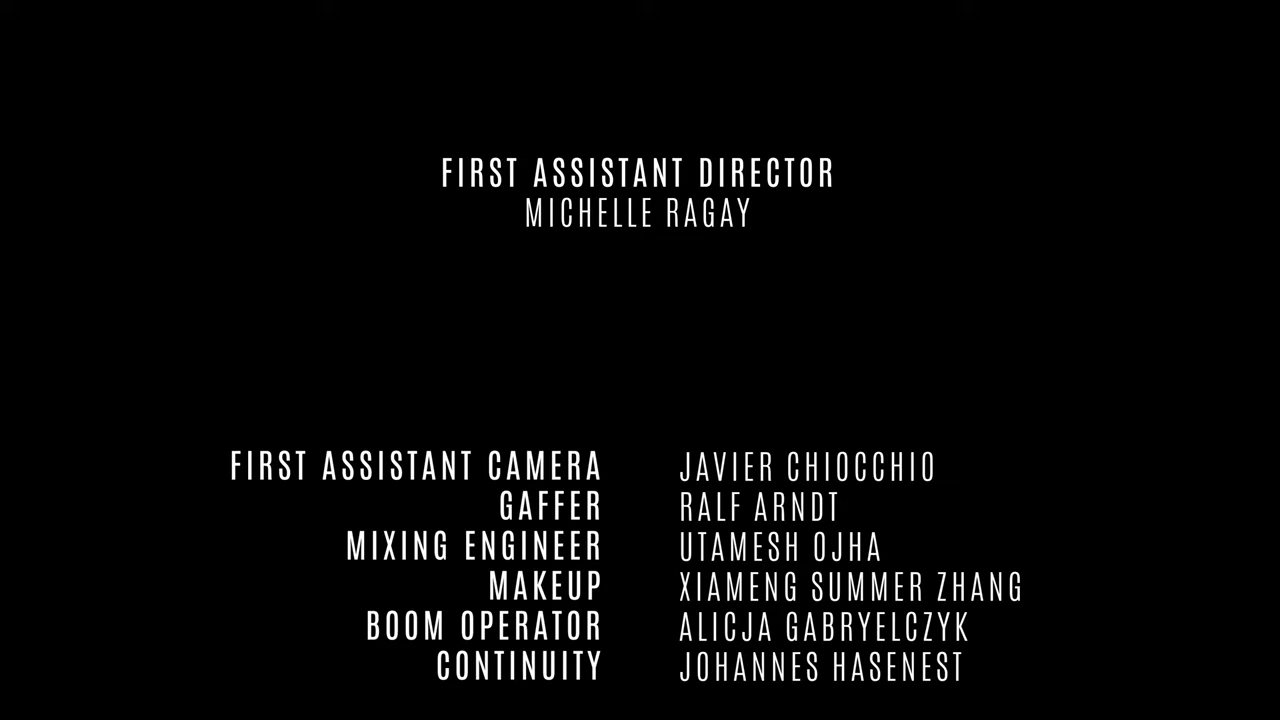 FIRST ASSISTANT DIRECTOR
MICHELLE RAGAY
FIRST ASSISTANT CAMERA JAVIER CHIOCCHIO
GAFFER RALF ARNDT
MIXING ENGINEER UTAMESH OJHA
MAKEUP XIAMENG SUMMER ZHANG
BOOM OPERATOR ALICJA GABRYELCZYK
CONTINUITY JOHANNES HASENEST